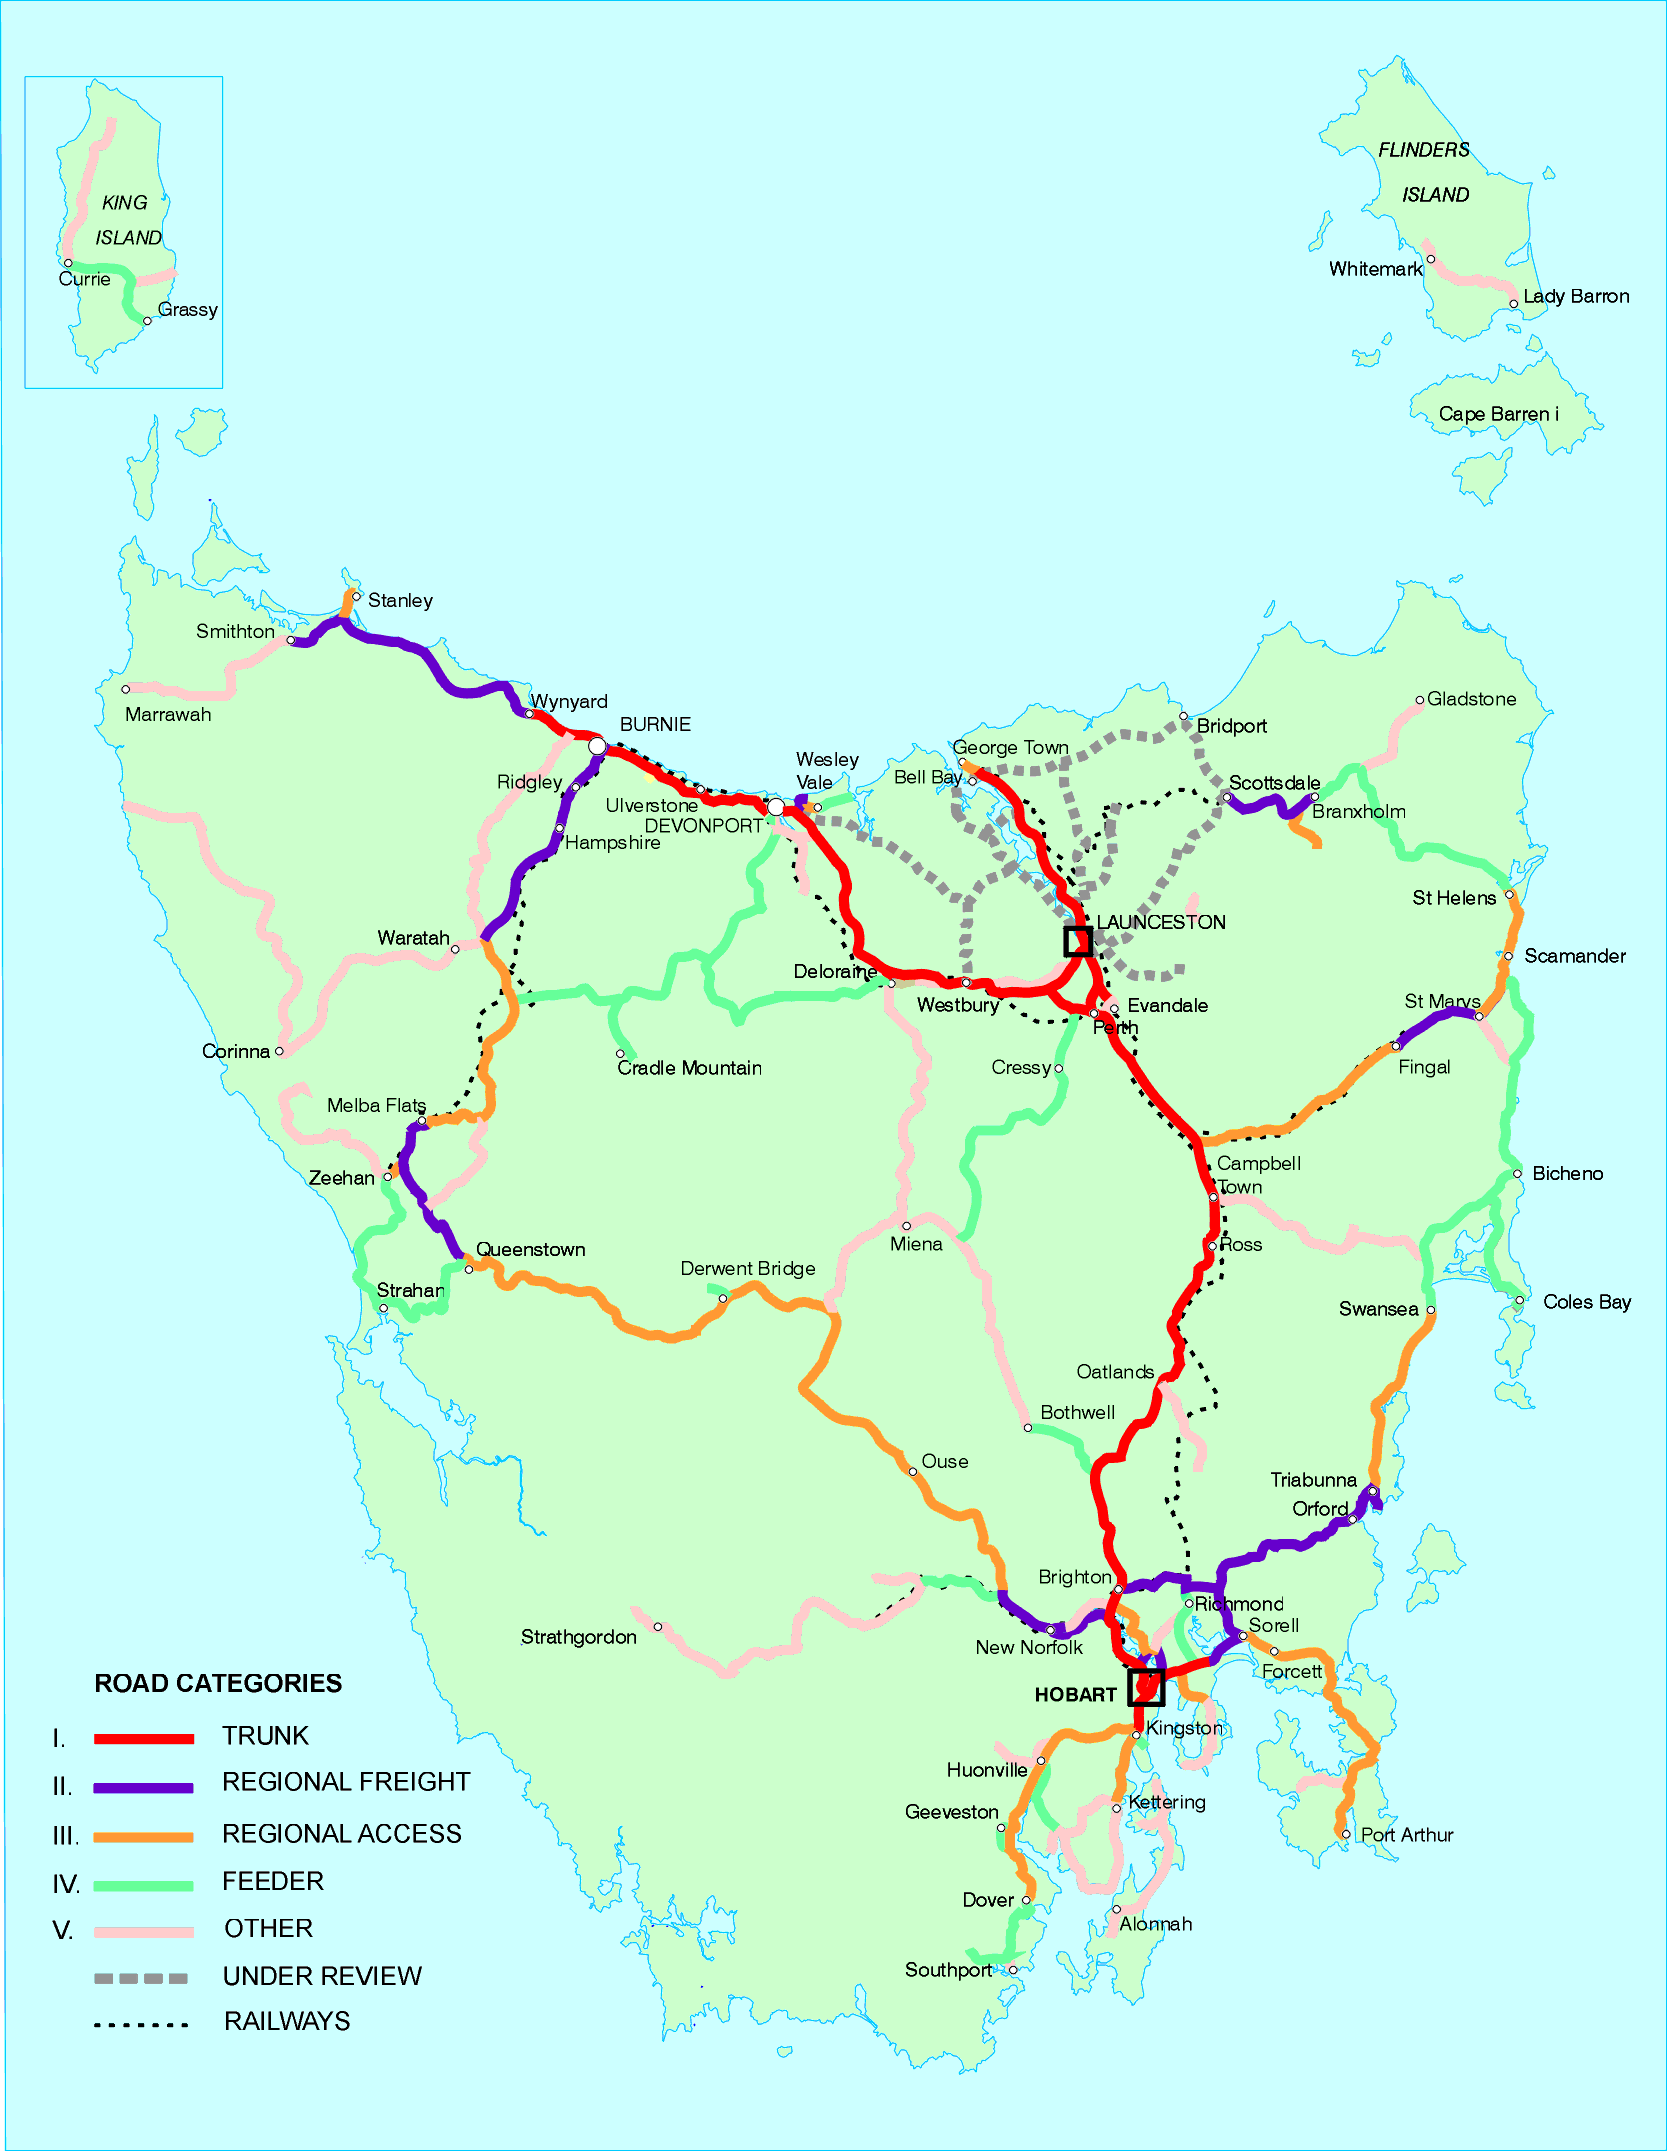 KING
ISLAND
Currie
Grassy
FLINDERS
ISLAND
Whitemark
Lady Barron
Cape Barren i
Stanley
Smithton
Marrawah
Wynyard
BURNIE
Ridgley
Ulverstone
DEVONPORT
Wesley
Vale
Hampshire
George Town
Bell Bay
Bridport
Gladstone
Scottsdale
Branxholm
St Helens
LAUNCESTON
Scamander
Waratah
Deloraine
Westbury
Evandale
Perth
St Marys
Fingal
Corinna
Cradle Mountain
Cressy
Melba Flats
Zeehan
Campbell
Town
Bicheno
Miena
Ross
Queenstown
Derwent Bridge
Strahan
Swansea
Coles Bay
Oatlands
Bothwell
Ouse
Triabunna
Orford
Brighton
Richmond
Sorell
Strathgordon
New Norfolk
Forcett
HOBART
Kingston
Huonville
Geeveston
Kettering
Port Arthur
Dover
Alonnah
Southport
ROAD CATEGORIES
I. TRUNK
II. REGIONAL FREIGHT
III. REGIONAL ACCESS
IV. FEEDER
V. OTHER
UNDER REVIEW
RAILWAYS